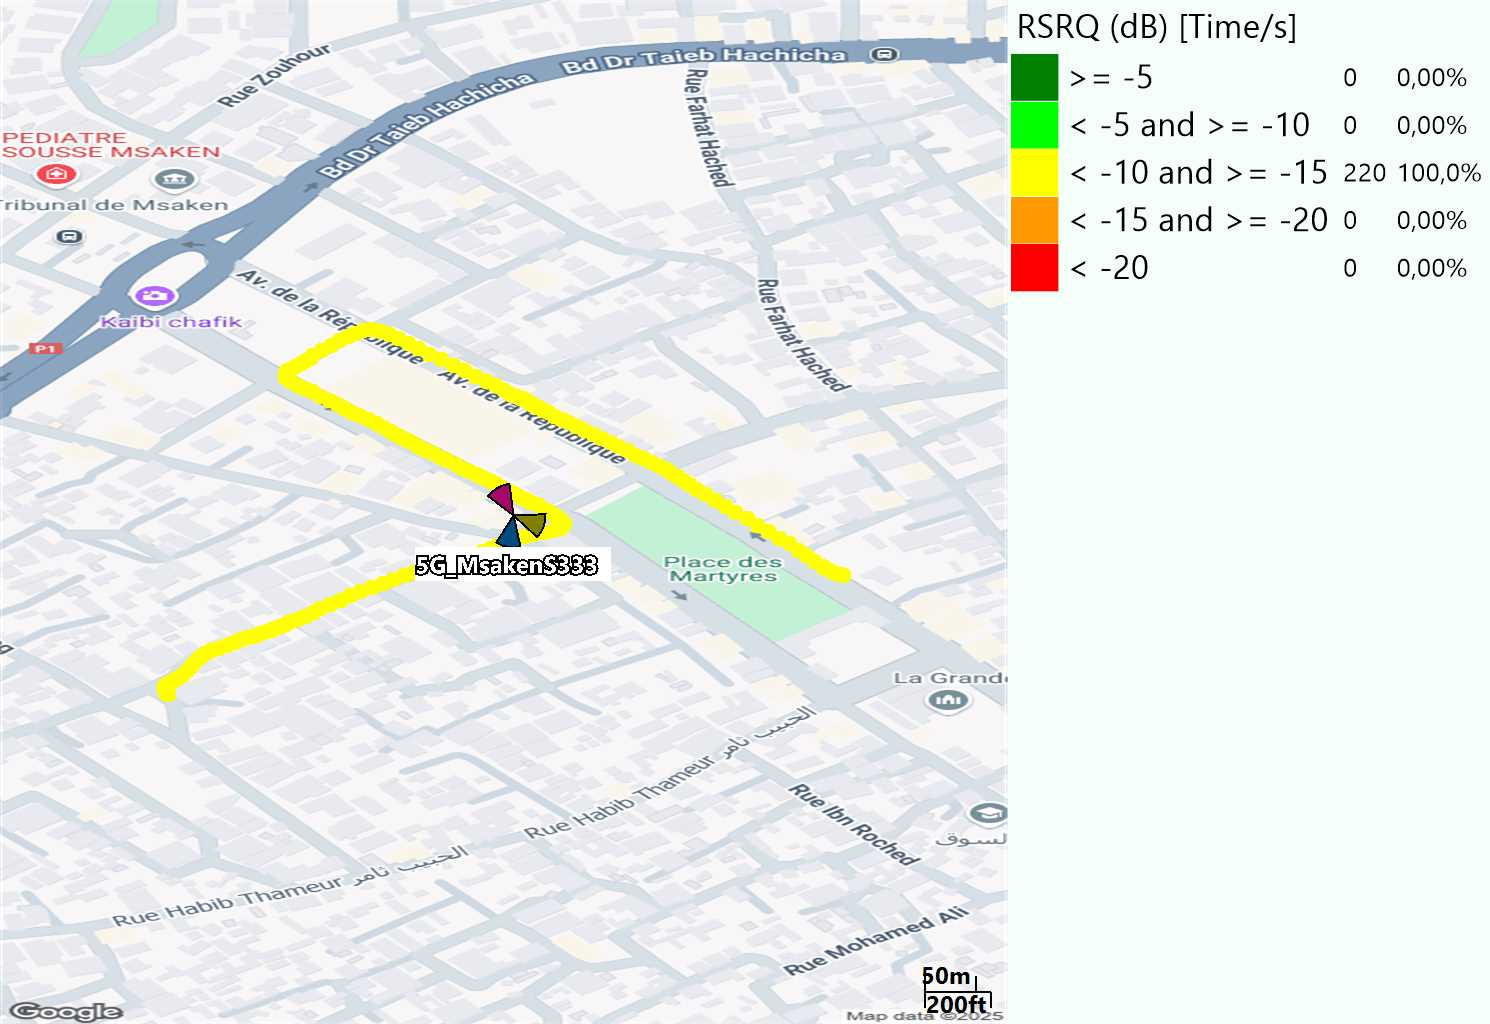 RSRQ (dB) [Time/s]
>= -5 0 0,00%
< -5 and >= -10 0 0,00%
< -10 and >= -15 220 100,0%
< -15 and >= -20 0 0,00%
< -20 0 0,00%
Rue Zouhour
Bd Dr Taieb Hachicha
Bd Dr Taieb Hachicha
Rue Farhat Hached
PEDIATRE
SOUSSE MSAKEN
Tribunal de Msaken
Av. de la République
Kaibi chafik
P1
Rue Farhat Hached
Av. de la République
5G_MsakenS333
Place des
Martyres
La Grande
Rue Habib Thameur الحبيب ثامر
Rue Ibn Roched
السوق
Rue Habib Thameur الحبيب ثامر
Rue Mohamed Ali
50m
200ft
Google
Map data ©2025